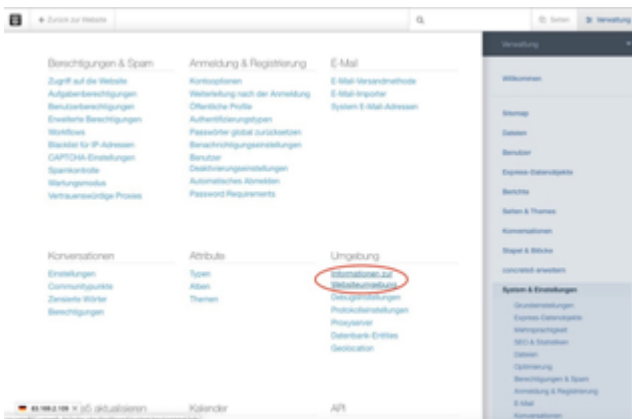 Zurück zur Website
Seiten
Verwaltung
Berechtigungen & Spam
Zugriff auf die Website
Aufgabenberechtigungen
Benutzerberechtigungen
Erweiterte Berechtigungen
Workflows
Blacklist für IP-Adressen
CAPTCHA-Einstellungen
Spamkontrolle
Wartungsmodus
Vertrauenswürdige Proxies
Anmeldung & Registrierung
Kontooptionen
Weiterleitung nach der Anmeldung
Öffentliche Profile
Authentifizierungstypen
Passwörter global zurücksetzen
Benachrichtigungseinstellungen
Benutzer
Deaktivierungseinstellungen
Automatisches Abmelden
Password Requirements
E-Mail
E-Mail-Versandmethode
E-Mail-Importer
System E-Mail-Adressen
Konversationen
Einstellungen
Communitypunkte
Zensierte Wörter
Berechtigungen
Attribute
Typen
Alben
Themen
Umgebung
Informationen zur
Websiteumgebung
Debugeinstellungen
Protokolleinstellungen
Proxyserver
Datenbank-Entities
Geolocation
aktualisieren
Kalender
API
Verwaltung
Willkommen
Sitemap
Dateien
Benutzer
Express-Datenobjekte
Berichte
Seiten & Themes
Konversationen
Stapel & Blöcke
concrete5 erweitern
System & Einstellungen
Grundeinstellungen
Express-Datenobjekte
Mehrsprachigkeit
SEO & Statistiken
Dateien
Optimierung
Berechtigungen & Spam
Anmeldung & Registrierung
E-Mail
Konversationen